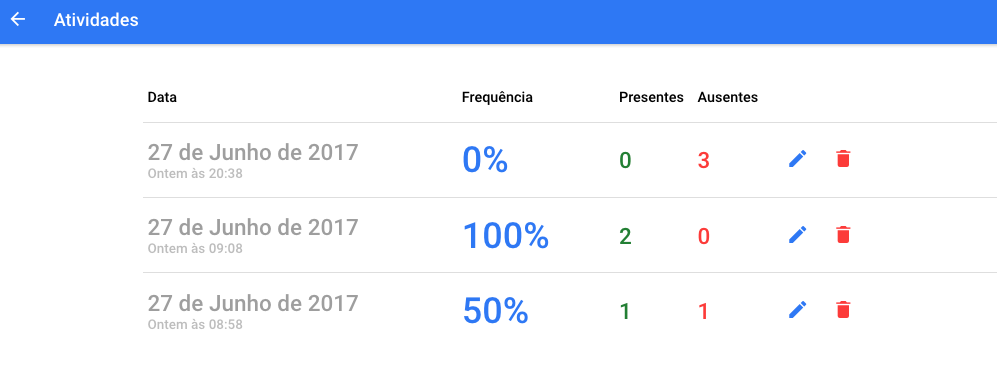 Atividades
Data Frequência Presentes Ausentes
27 de Junho de 2017 0% 0 3
Ontem às 20:38
27 de Junho de 2017 100% 2 0
Ontem às 09:08
27 de Junho de 2017 50% 1 1
Ontem às 08:58